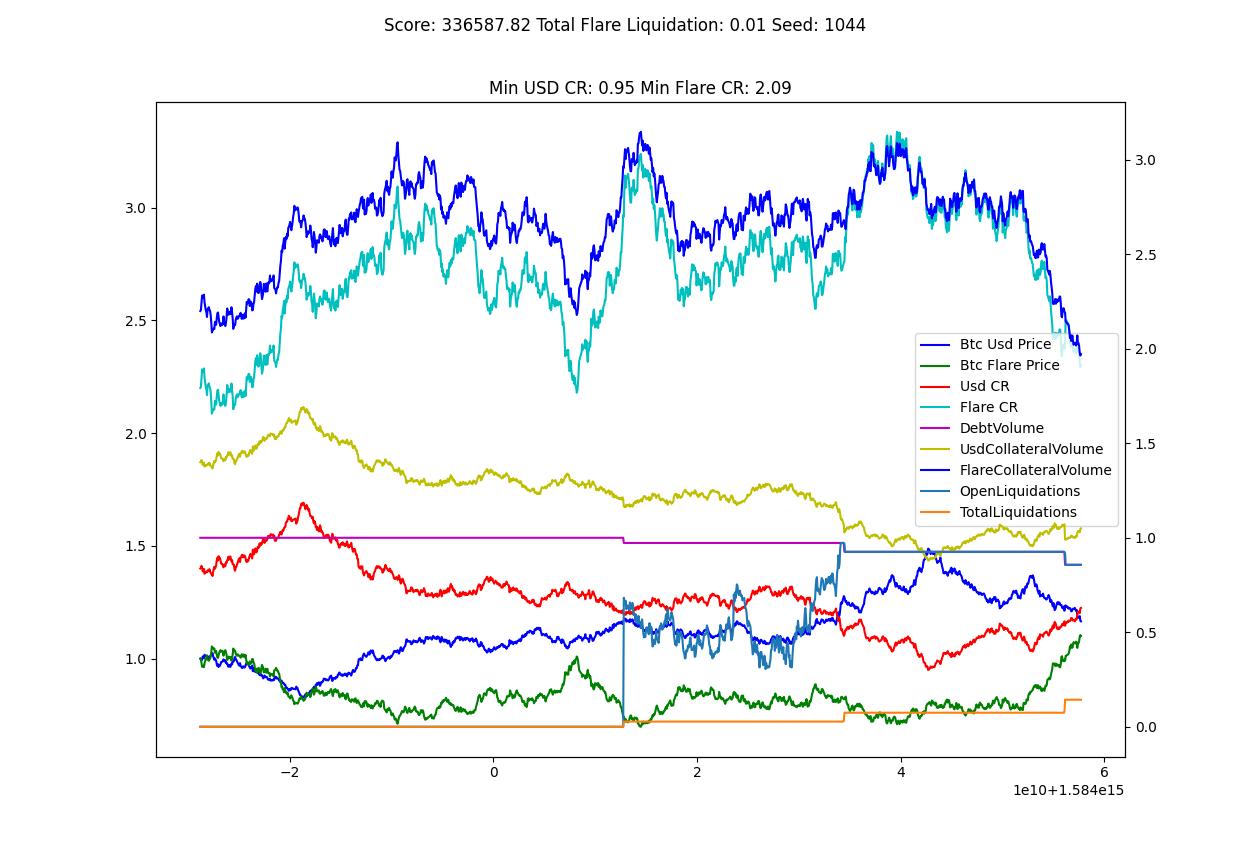 Score: 336587.82 Total Flare Liquidation: 0.01 Seed: 1044
Min USD CR: 0.95 Min Flare CR: 2.09
3.0
2.5
2.0
1.5
1.0
3.0
2.5
2.0
1.5
1.0
0.5
0.0
Btc Usd Price
Btc Flare Price
Usd CR
Flare CR
DebtVolume
UsdCollateralVolume
FlareCollateralVolume
OpenLiquidations
TotalLiquidations
−2 0 2 4 6
1e10+1.584e15